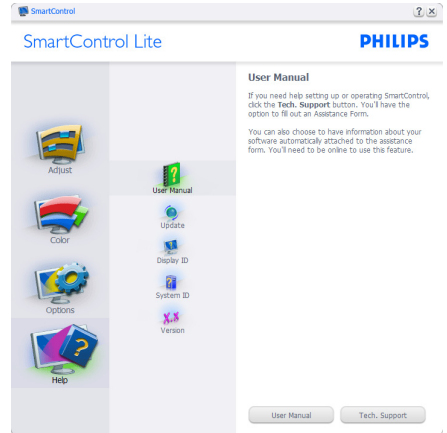 SmartControl
SmartControl Lite
PHILIPS
Adjust
Color
Options
Help
User Manual
Update
Display ID
System ID
X.X
Version
User Manual
If you need help setting up or operating SmartControl,
click the Tech. Support button. You'll have the
option to fill out an Assistance Form.
You can also choose to have information about your
software automatically attached to the assistance
form. You'll need to be online to use this feature.
User Manual
Tech. Support